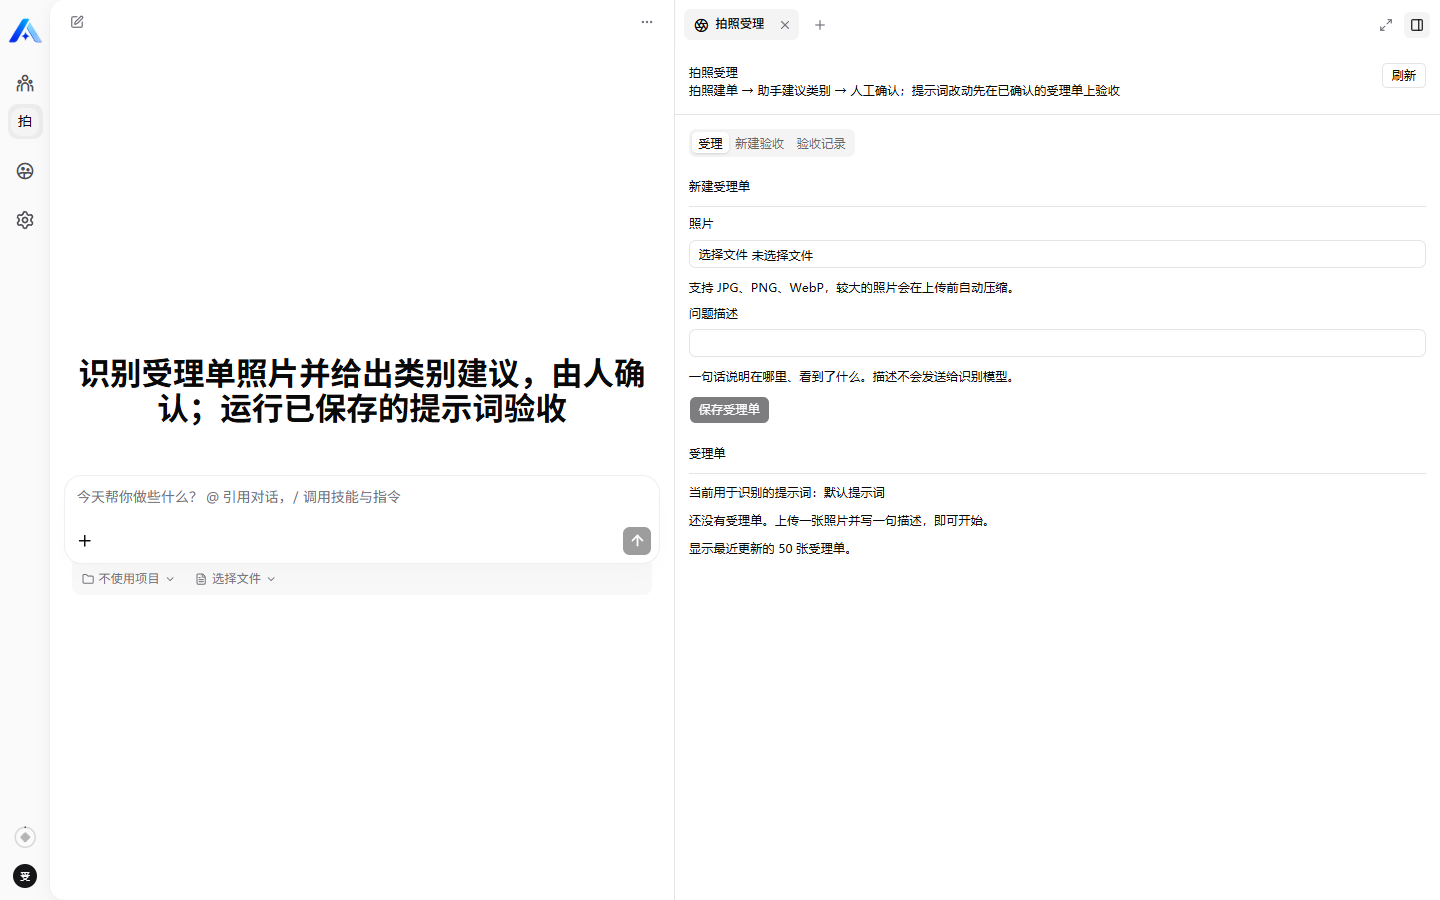 拍
受
识别受理单照片并给出类别建议，由人确
认；运行已保存的提示词验收
今天帮你做些什么？ @ 引用对话，/ 调用技能与指令
不使用项目
选择文件
拍照受理
拍照受理
拍照建单 → 助手建议类别 → 人工确认；提示词改动先在已确认的受理单上验收
刷新
受理 新建验收 验收记录
新建受理单
照片
选择文件 未选择文件
支持 JPG、PNG、WebP，较大的照片会在上传前自动压缩。
问题描述
一句话说明在哪里、看到了什么。描述不会发送给识别模型。
保存受理单
受理单
当前用于识别的提示词：默认提示词
还没有受理单。上传一张照片并写一句描述，即可开始。
显示最近更新的 50 张受理单。